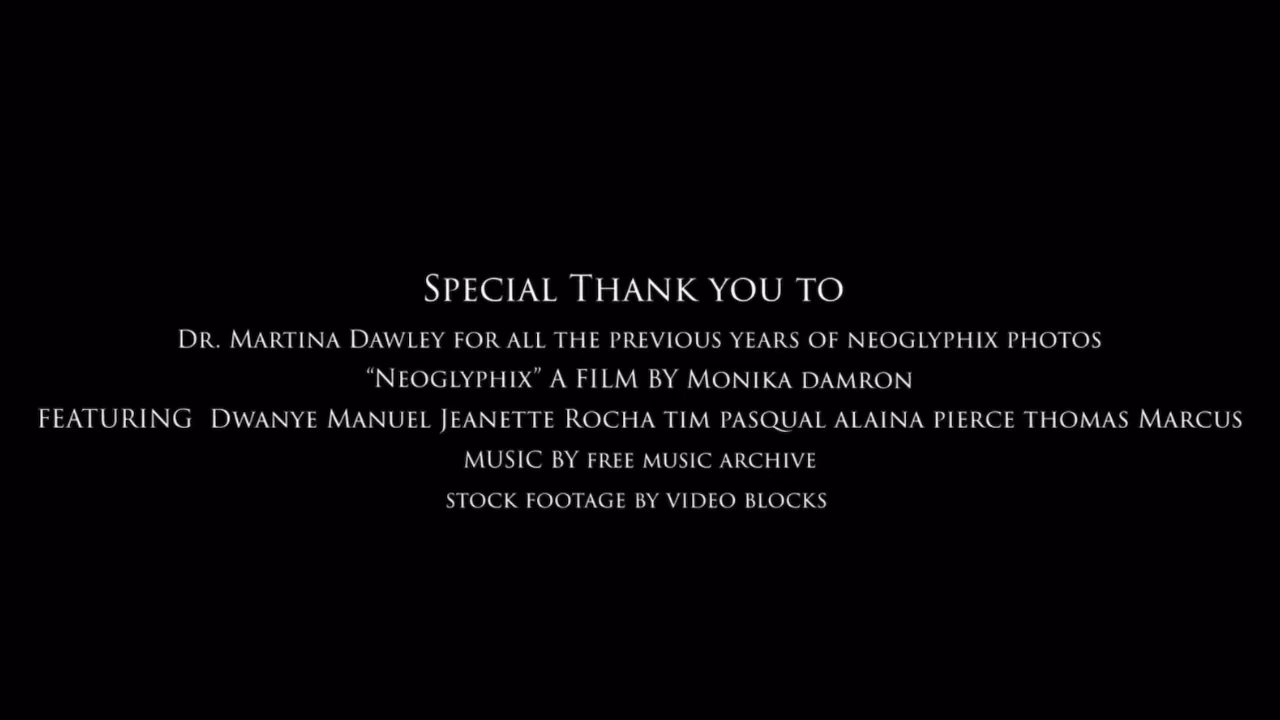 Special Thank you to
Dr. Martina Dawley for all the previous years of neoglyphix photos
“Neoglyphix” A FILM BY Monika damron
FEATURING Dwanye Manuel Jeanette Rocha tim pasqual alaina pierce thomas Marcus
MUSIC BY free music archive
stock footage by video blocks